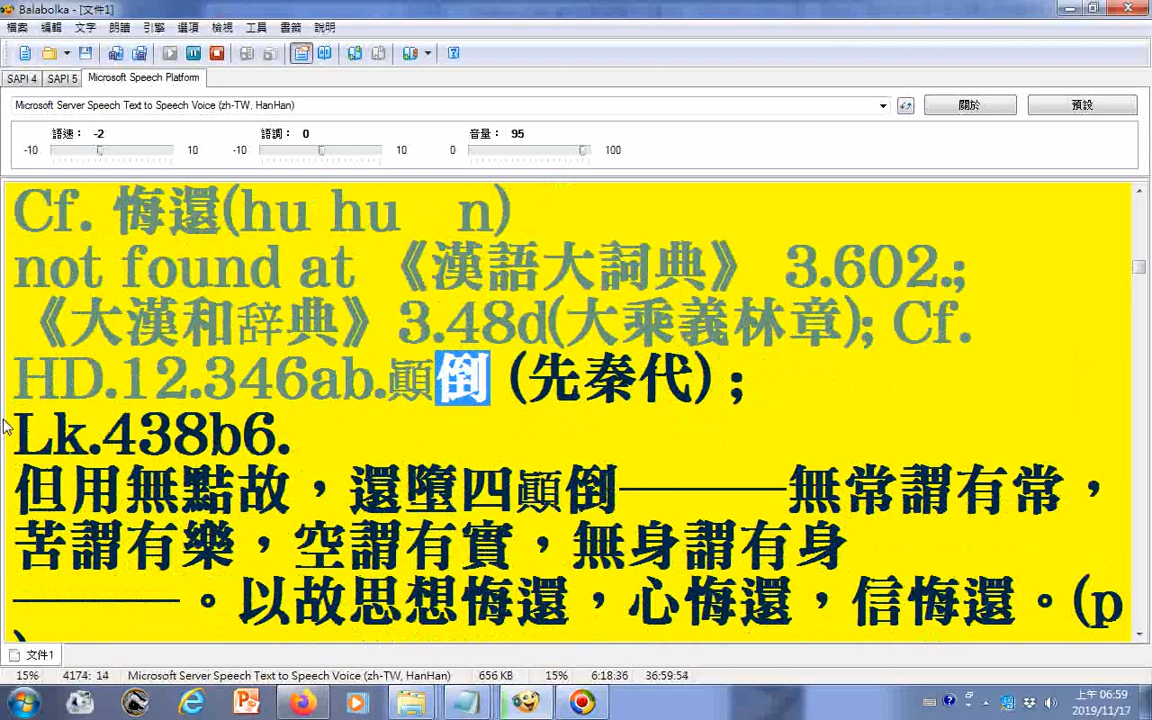 Balabolka - [文件1]
檔案 編輯 文字 朗讀 引擎 選項 檢視 工具 書籤 說明
SAPI 4 SAPI 5 Microsoft Speech Platform
Microsoft Server Speech Text to Speech Voice (zh-TW, HanHan) 關於 預設
語速： -2 語調： 0 音量： 95
-10 10 -10 10 0 100
Cf. 悔還(hu hu n)
not found at 《漢語大詞典》 3.602.;
《大漢和辞典》 3.48d(大乘義林章); Cf.
HD.12.346ab.顚倒 (先秦代)；
Lk.438b6.
但用無點故，還墮四顚倒———無常謂有常，
苦謂有樂，空謂有實，無身謂有身
———。以故思想悔還，心悔還，信悔還。(p
文件1
15% 4174: 14 Microsoft Server Speech Text to Speech Voice (zh-TW, HanHan) 656 KB 15% 6:18:36 36:59:54
上午 06:59
2019/11/17